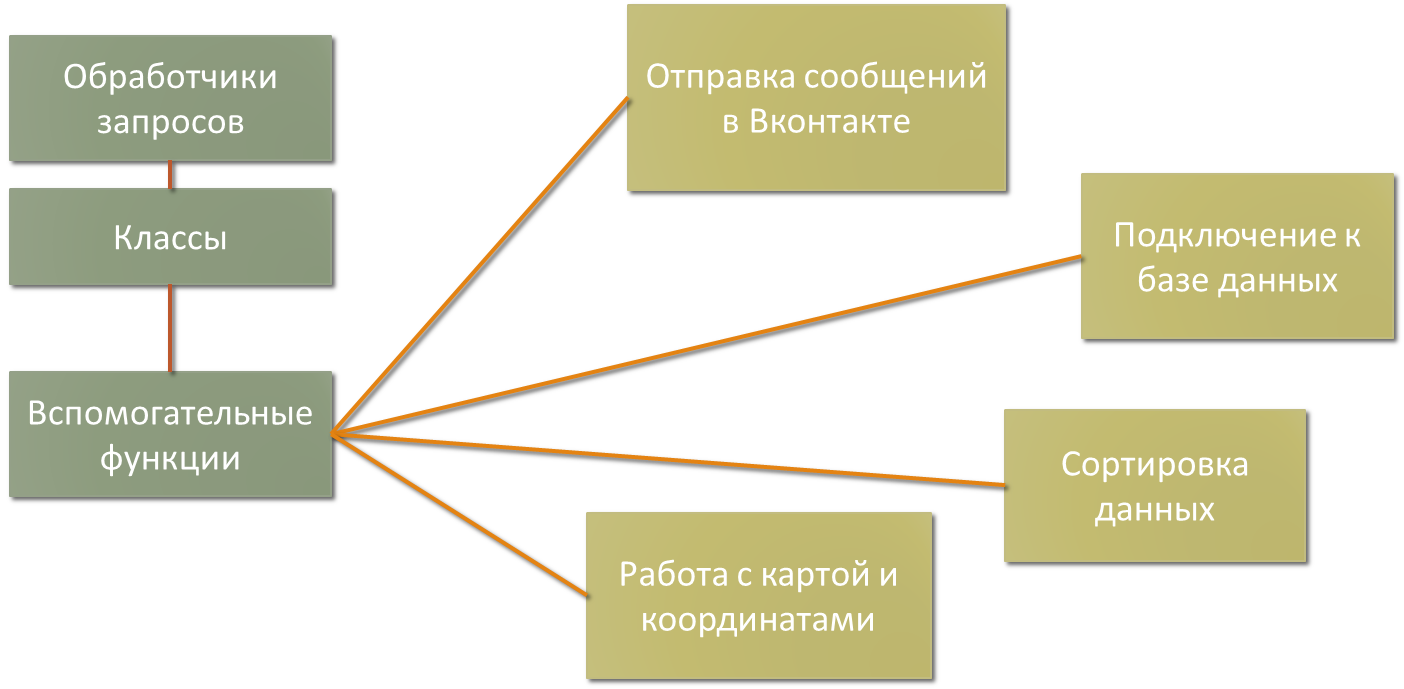 Обработчики
запросов
Классы
Вспомогательные
функции
Отправка сообщений
в Вконтакте
Подключение к
базе данных
Сортировка
данных
Работа с картой и
координатами